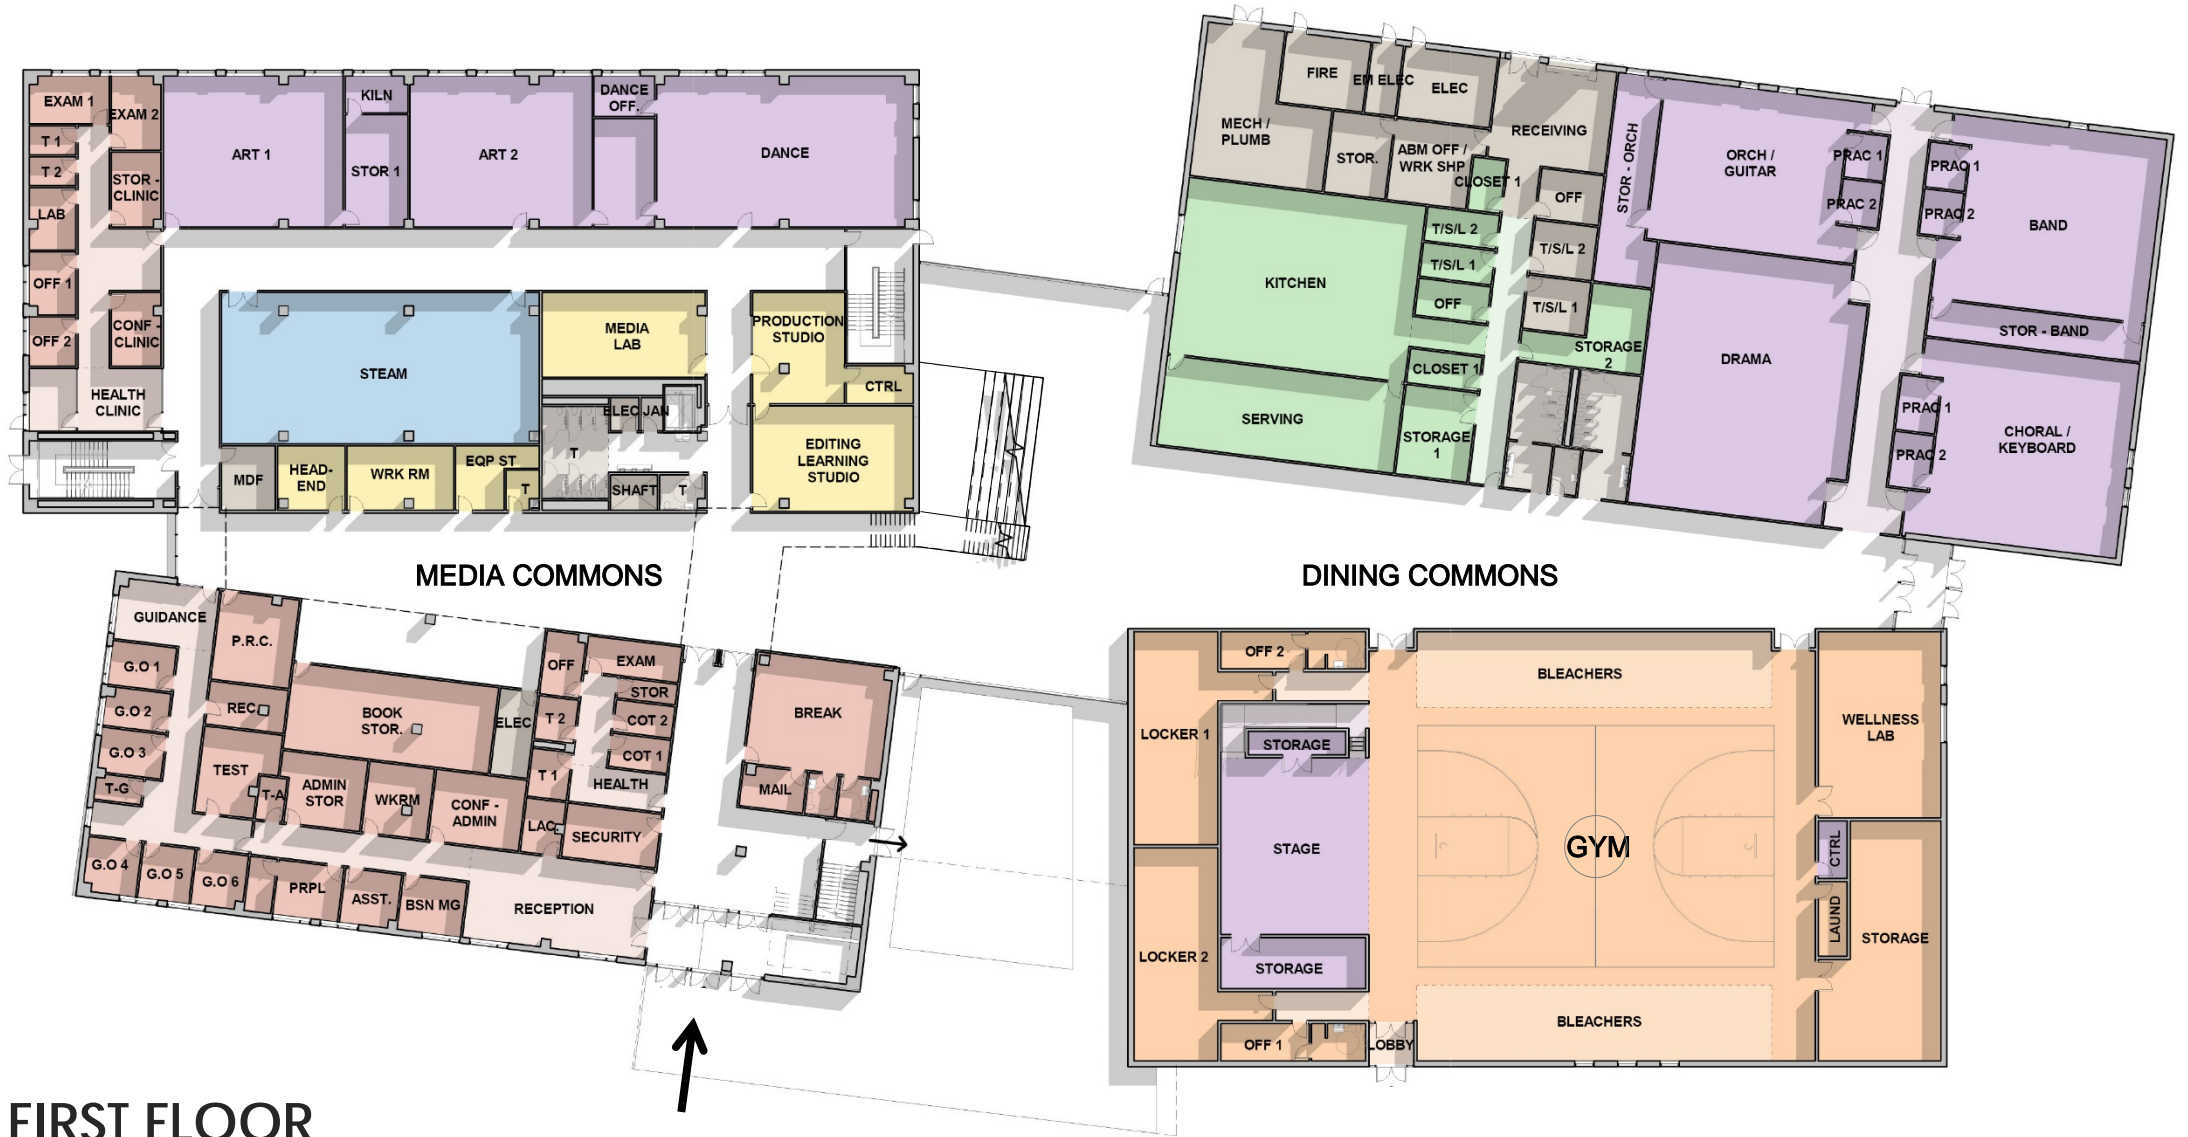 EXAM 1
EXAM 2
T 1
T 2
STOR -
CLINIC
LAB
OFF 1
OFF 2
CONF -
CLINIC
HEALTH
CLINIC
ART 1
KILN
STOR 1
ART 2
DANCE
OFF.
DANCE
STEAM
MEDIA
LAB
PRODUCTION
STUDIO
CTRL
ELEC
JAN
T
EDITING
LEARNING
STUDIO
MDF
HEAD-
END
WRK RM
EQP ST
T
SHAFT
T
MECH /
PLUMB
FIRE
EM ELEC
ELEC
RECEIVING
STOR.
ABM OFF /
WRK SHP
CLOSET 1
OFF
STOR - ORCH
ORCH /
GUITAR
PRAC 1
PRAC 2
PRAC 1
PRAC 2
BAND
STOR - BAND
KITCHEN
T/S/L 2
T/S/L 1
OFF
T/S/L 2
T/S/L 1
STORAGE
2
CLOSET 1
SERVING
STORAGE
1
DRAMA
PRAC 1
PRAC 2
CHORAL /
KEYBOARD
MEDIA COMMONS
DINING COMMONS
GUIDANCE
P.R.C.
G.O 1
G.O 2
G.O 3
T-G
REC
TEST
T-A
BOOK
STOR.
ELEC
ADMIN
STOR
WKRM
CONF -
ADMIN
OFF
EXAM
STOR
T 2
COT 2
COT 1
T 1
HEALTH
LAC.
SECURITY
BREAK
MAIL
G.O 4
G.O 5
G.O 6
PRPL
ASST.
BSN MG
RECEPTION
LOCKER 1
OFF 2
STORAGE
STAGE
LOCKER 2
STORAGE
OFF 1
LOBBY
BLEACHERS
GYM
BLEACHERS
WELLNESS
LAB
CTRL
LAUND
STORAGE
FIRST FLOOR